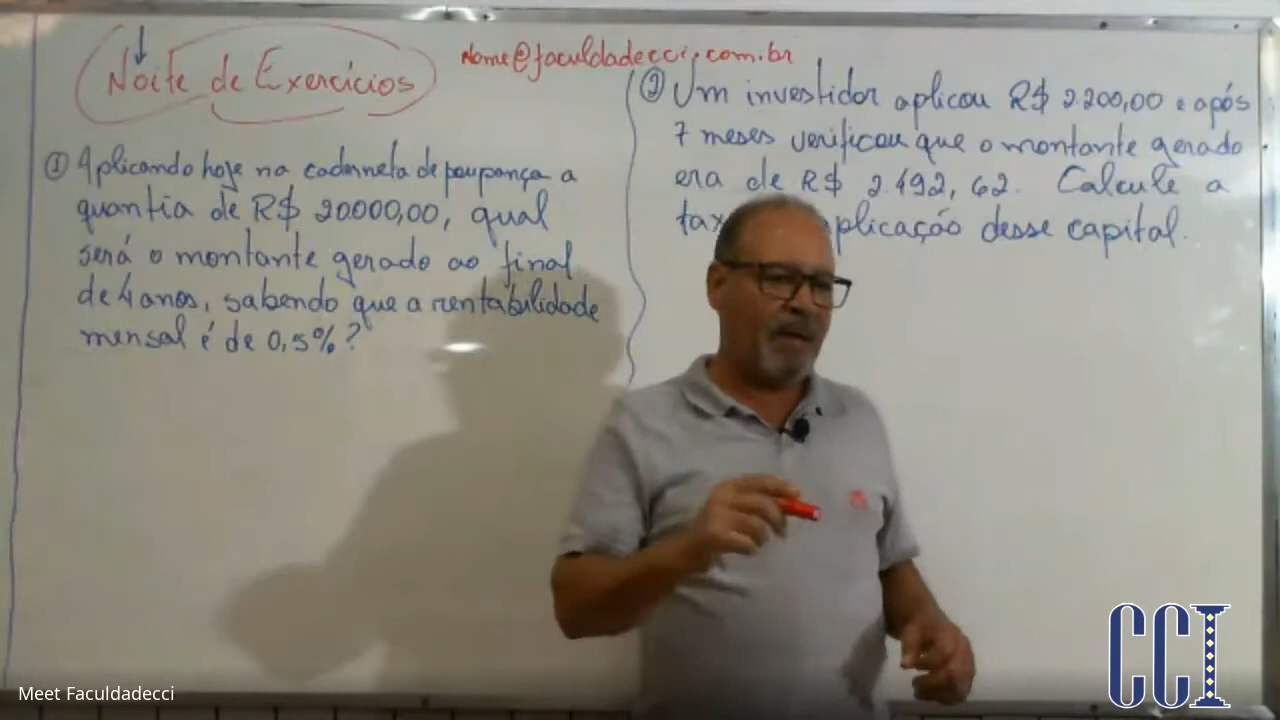 Noite de Exercícios
nome@faculdadecci.com.br
① Aplicando hoje na caderneta de poupança a
quantia de R$ 20000,00, qual
será o montante gerado ao final
de 4 anos, sabendo que a rentabilidade
mensal é de 0,5%?
② Um investidor aplicou R$ 2.200,00 e após
7 meses verificou que o montante gerado
era de R$ 2.492,62. Calcule a
tax plicação desse capital.
CCI
Meet Faculdadecci